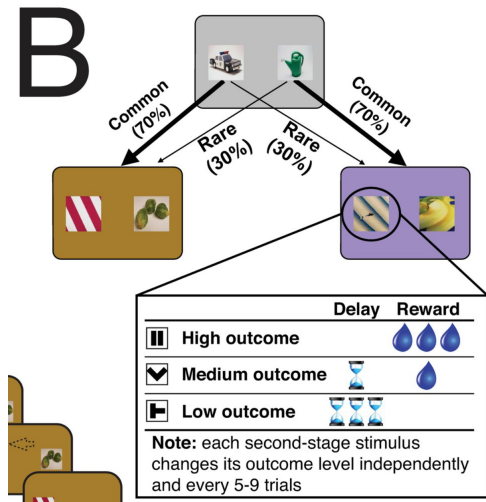 B
Common
(70%)
Rare
(30%)
Rare
(30%)
Common
(70%)
Delay Reward
High outcome
Medium outcome
Low outcome
Note: each second-stage stimulus
changes its outcome level independently
and every 5-9 trials